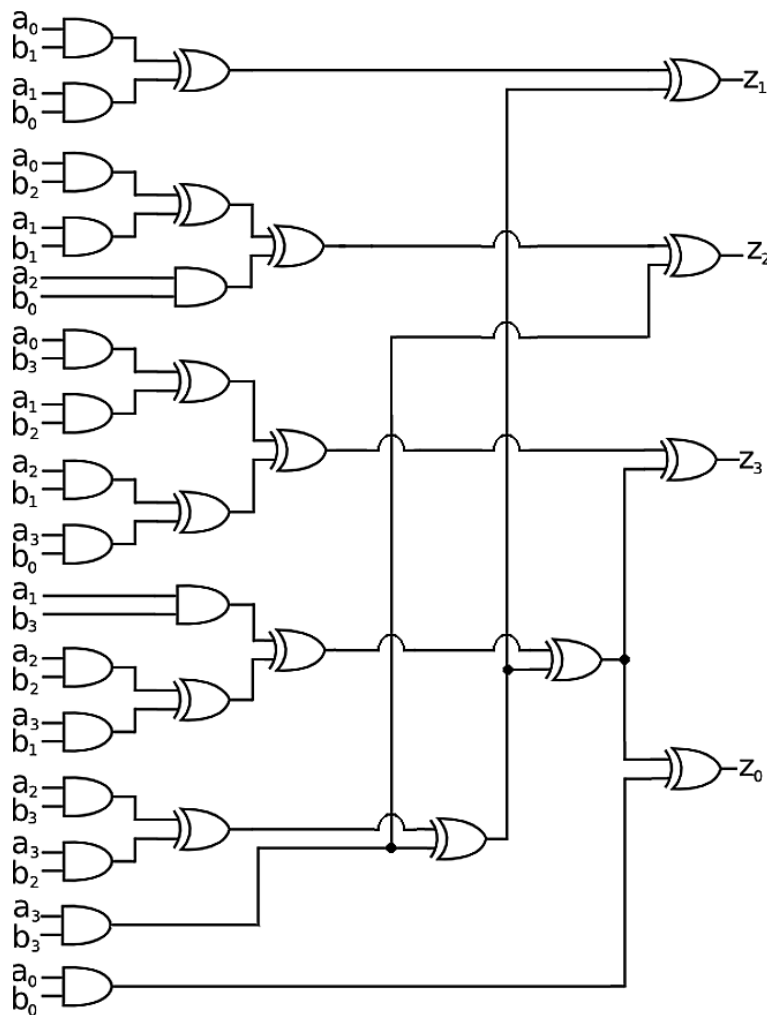 a₀
b₁
z₁
a₁
b₀
a₀
b₂
a₁
b₁
z₂
a₂
b₀
a₀
b₃
a₁
b₂
z₃
a₂
b₁
a₃
b₀
a₁
b₃
a₂
b₂
a₃
b₁
z₀
a₂
b₃
a₃
b₂
a₃
b₃
a₀
b₀